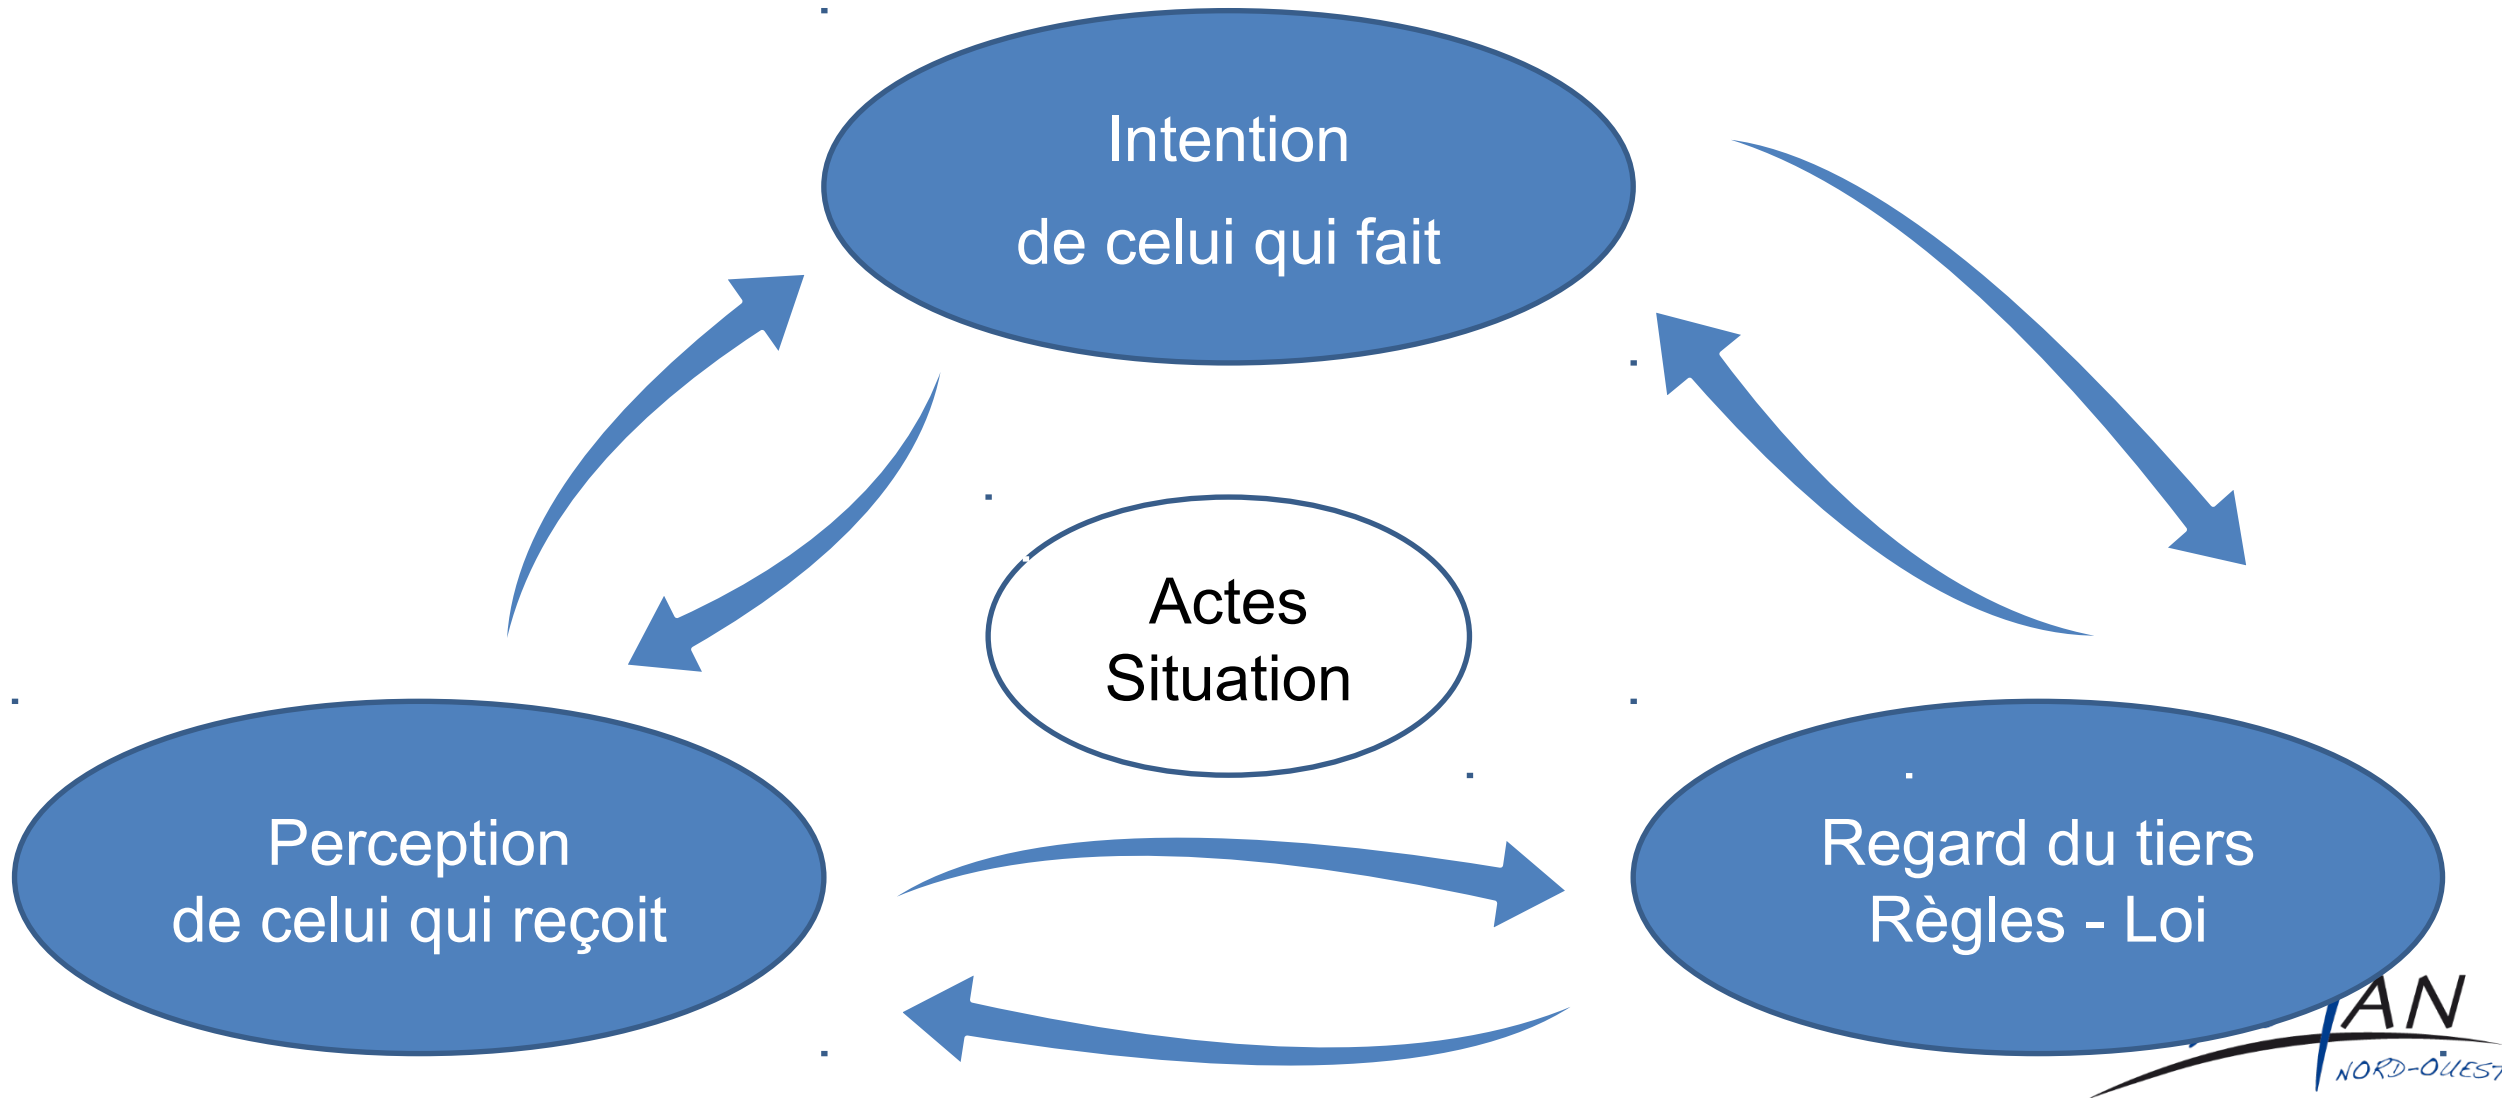 Intention
de celui qui fait
Actes
Situation
Perception
de celui qui reçoit
Regard du tiers
Règles - Loi
AN
NORD-OUEST